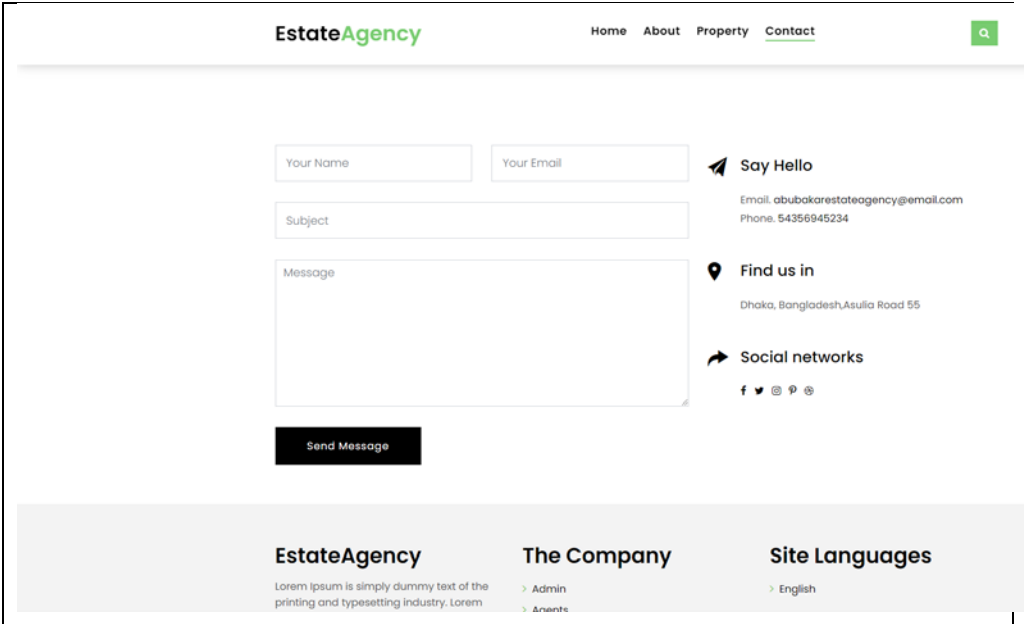 EstateAgency
Home About Property Contact
Your Name
Your Email
Subject
Message
Send Message
Say Hello
Email. abubakarestateagency@email.com
Phone. 54356945234
Find us in
Dhaka, Bangladesh,Asulia Road 55
Social networks
EstateAgency
Lorem Ipsum is simply dummy text of the
printing and typesetting industry. Lorem
The Company
Admin
Agents
Site Languages
English